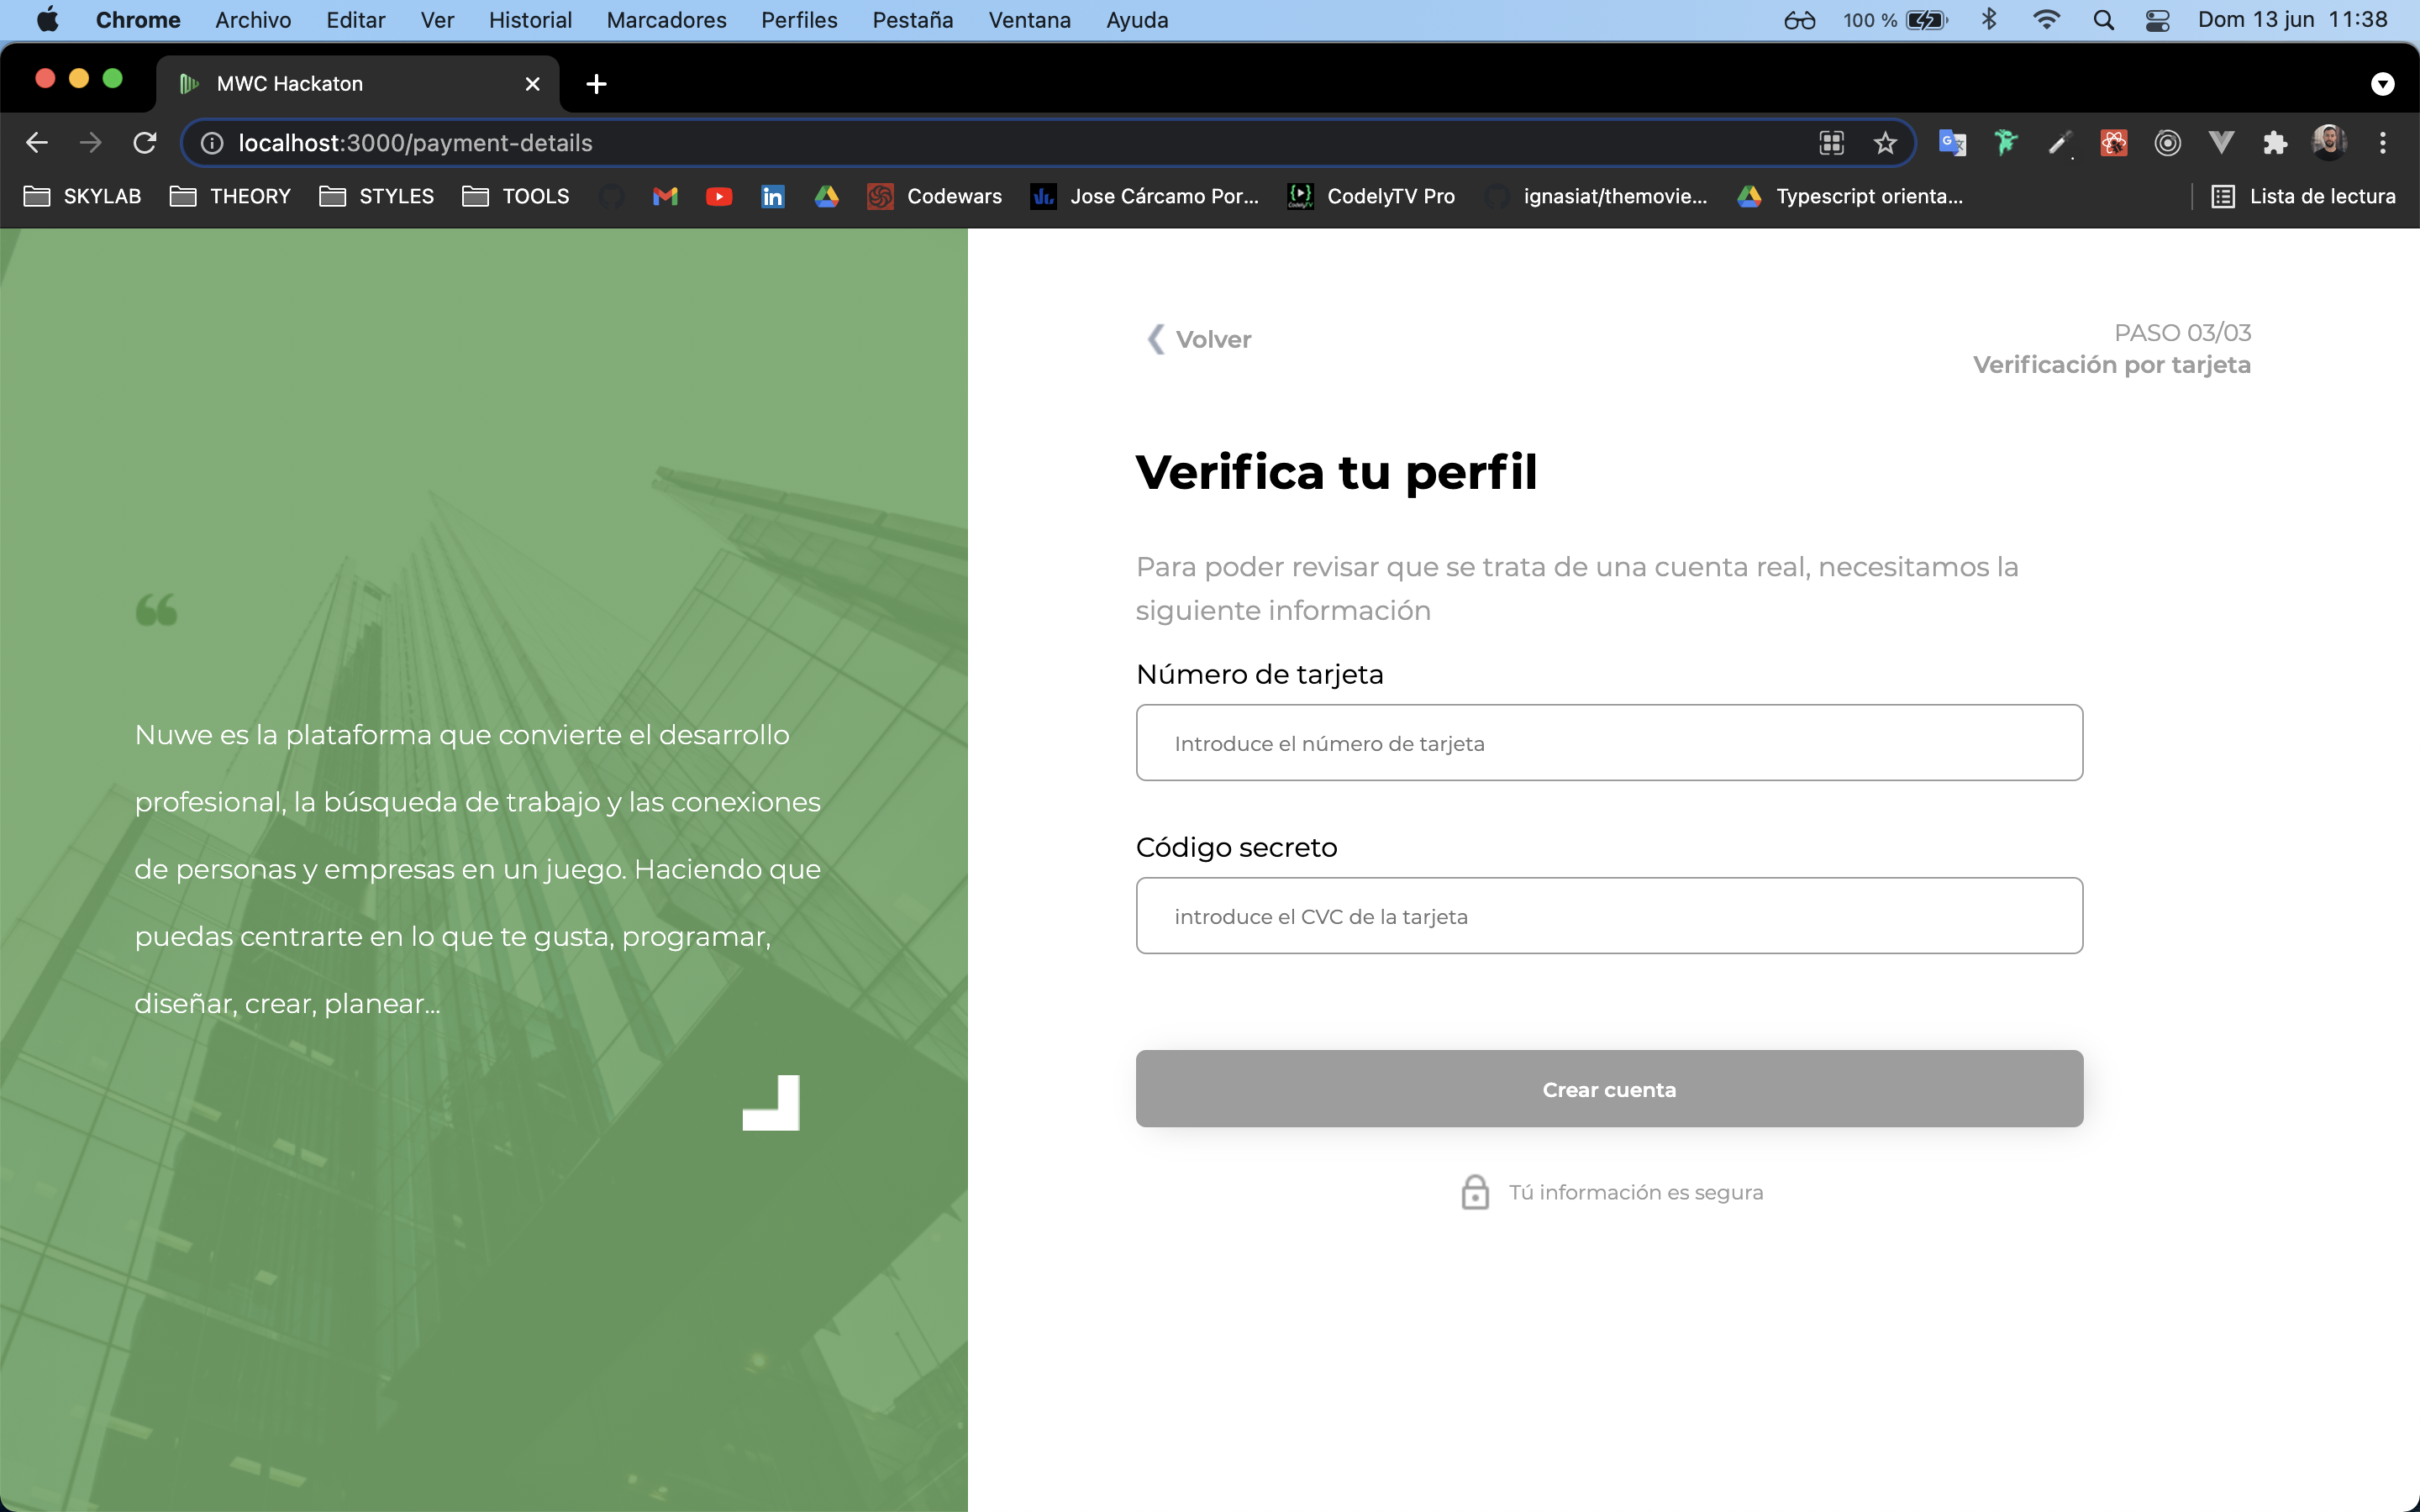 Chrome Archivo Editar Ver Historial Marcadores Perfiles Pestaña Ventana Ayuda 100 % Dom 13 jun 11:38
MWC Hackaton
localhost:3000/payment-details
SKYLAB THEORY STYLES TOOLS Codewars Jose Cárcamo Por... CodelyTV Pro ignasiat/themovie... Typescript orienta... Lista de lectura
Volver
PASO 03/03
Verificación por tarjeta
Verifica tu perfil
Para poder revisar que se trata de una cuenta real, necesitamos la
siguiente información
Número de tarjeta
Introduce el número de tarjeta
Código secreto
introduce el CVC de la tarjeta
Crear cuenta
Tú información es segura
“
Nuwe es la plataforma que convierte el desarrollo
profesional, la búsqueda de trabajo y las conexiones
de personas y empresas en un juego. Haciendo que
puedas centrarte en lo que te gusta, programar,
diseñar, crear, planear...